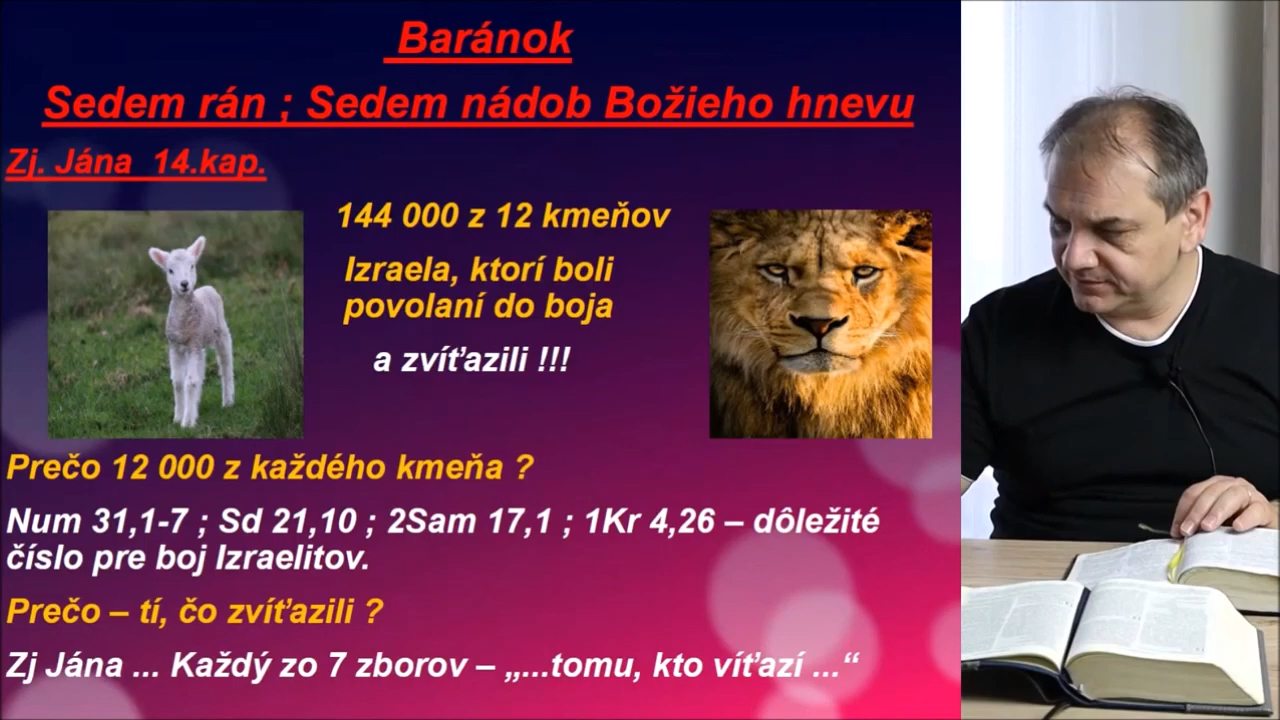 Baránok
Sedem rán ; Sedem nádob Božieho hnevu
Zj. Jána 14.kap.
144 000 z 12 kmeňov
Izraela, ktorí boli
povolaní do boja
a zvíťazili !!!
Prečo 12 000 z každého kmeňa ?
Num 31,1-7 ; Sd 21,10 ; 2Sam 17,1 ; 1Kr 4,26 – dôležité
číslo pre boj Izraelitov.
Prečo – tí, čo zvíťazili ?
Zj Jána ... Každý zo 7 zborov – „...tomu, kto víťazí ...“